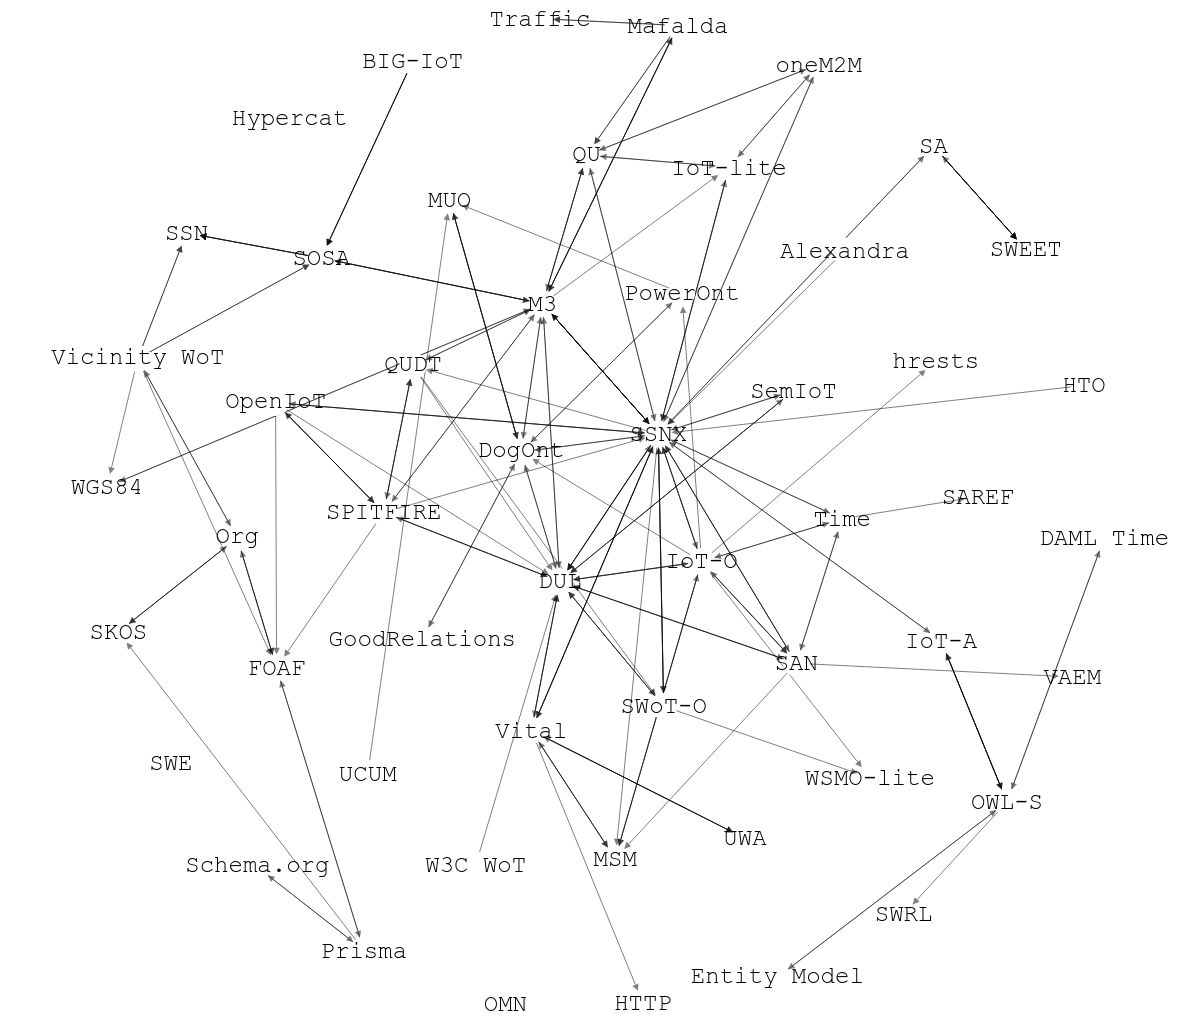 Traffic
Mafalda
BIG-IoT
oneM2M
Hypercat
SA
QU
IoT-lite
MUO
SSN
SWEET
Alexandra
SOSA
PowerOnt
M3
Vicinity WoT
hrests
QUDT
HTO
SemIoT
OpenIoT
SSNX
DogOnt
WGS84
SAREF
SPITFIRE
Time
Org
DAML Time
IoT-O
DUL
SKOS
GoodRelations
IoT-A
SAN
FOAF
VAEM
SWoT-O
Vital
SWE
UCUM
WSMO-lite
OWL-S
UWA
MSM
Schema.org
W3C WoT
SWRL
Prisma
Entity Model
OMN
HTTP